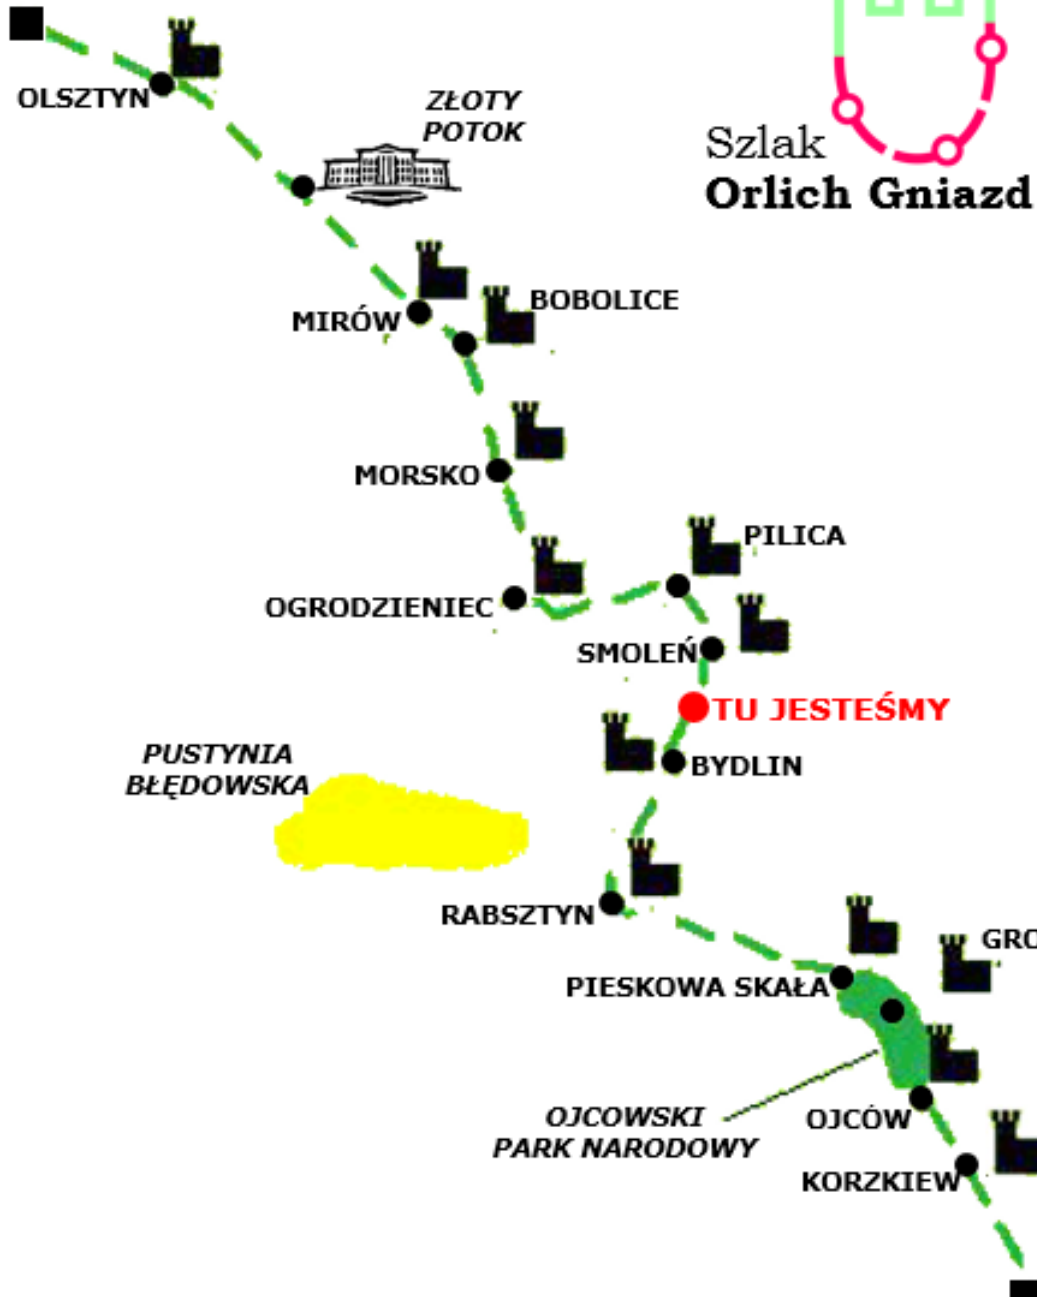 OLSZTYN
ZŁOTY
POTOK
Szlak
Orlich Gniazd
MIRÓW
BOBOLICE
MORSKO
PILICA
OGRODZIENIEC
SMOLEŃ
TU JESTEŚMY
PUSTYNIA
BŁĘDOWSKA
BYDLIN
RABSZTYN
GRO
PIESKOWA SKAŁA
OJCOWSKI
PARK NARODOWY
OJCÓW
KORZKIEW